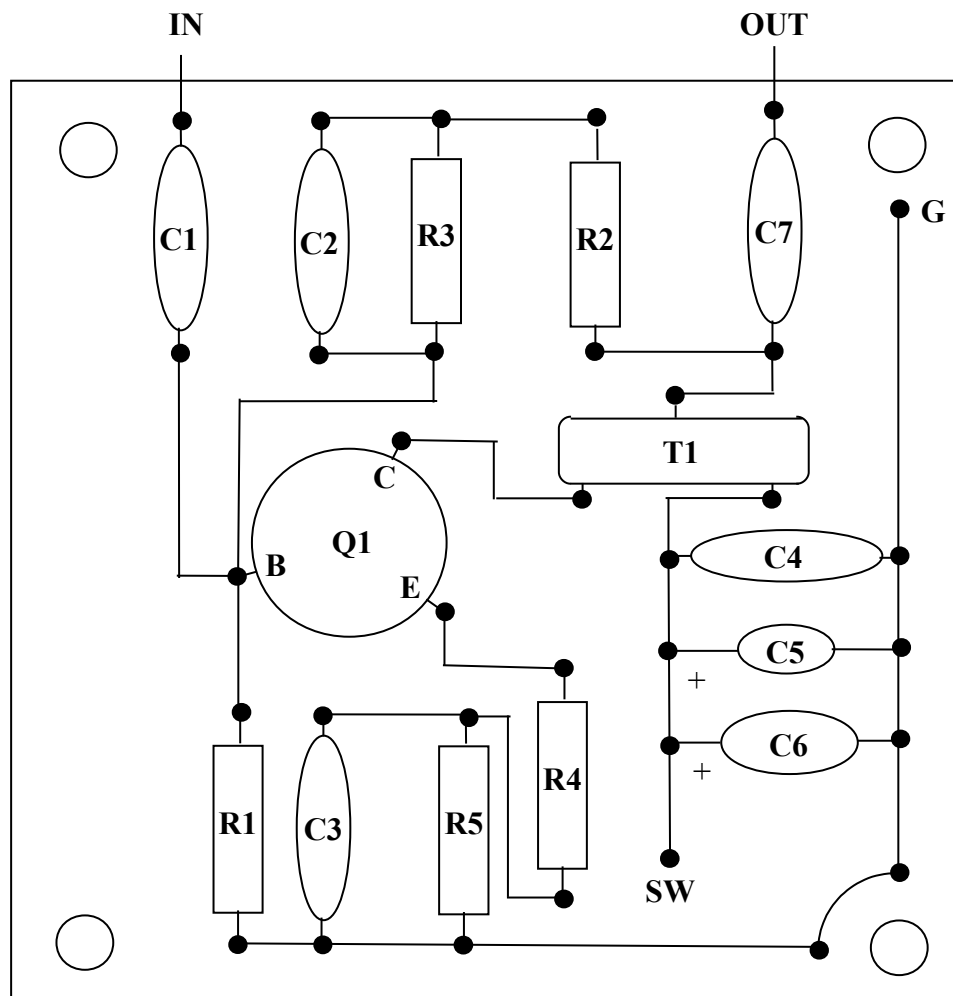 IN OUT
G
C1 C2 R3 R2 C7
T1
C
Q1
B
E
C4
C5
+
C6
+
R1 C3 R5 R4
SW